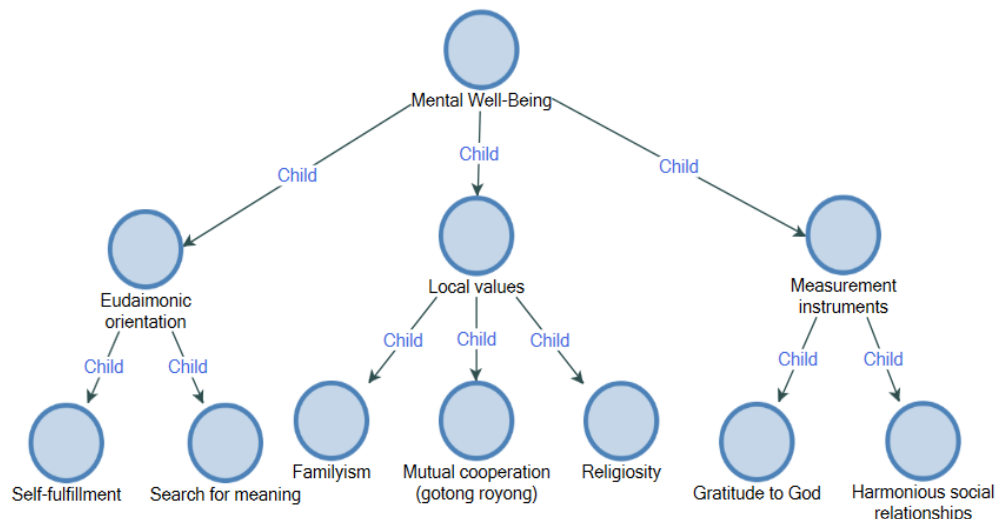 Mental Well-Being
Child
Child
Child
Eudaimonic
orientation
Local values
Measurement
instruments
Child
Child
Child
Child
Child
Child
Child
Self-fulfillment
Search for meaning
Familyism
Mutual cooperation
(gotong royong)
Religiosity
Gratitude to God
Harmonious social
relationships